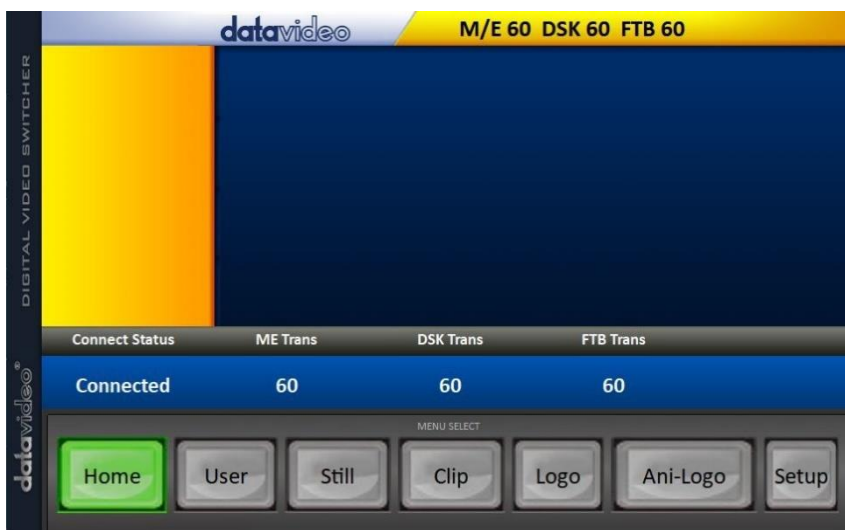 datavideo M/E 60 DSK 60 FTB 60
DIGITAL VIDEO SWITCHER
Connect Status ME Trans DSK Trans FTB Trans
Connected 60 60 60
datavideo®
MENU SELECT
Home User Still Clip Logo Ani-Logo Setup